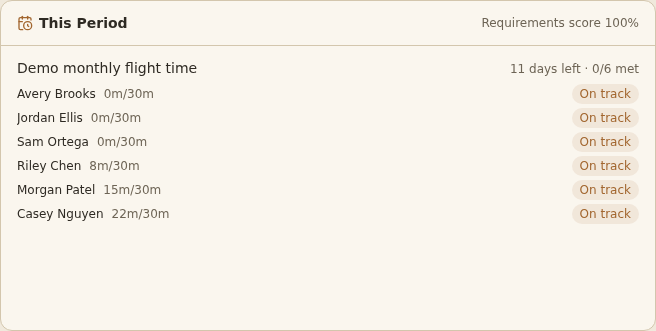 This Period
Requirements score 100%
Demo monthly flight time
11 days left · 0/6 met
Avery Brooks 0m/30m On track
Jordan Ellis 0m/30m On track
Sam Ortega 0m/30m On track
Riley Chen 8m/30m On track
Morgan Patel 15m/30m On track
Casey Nguyen 22m/30m On track